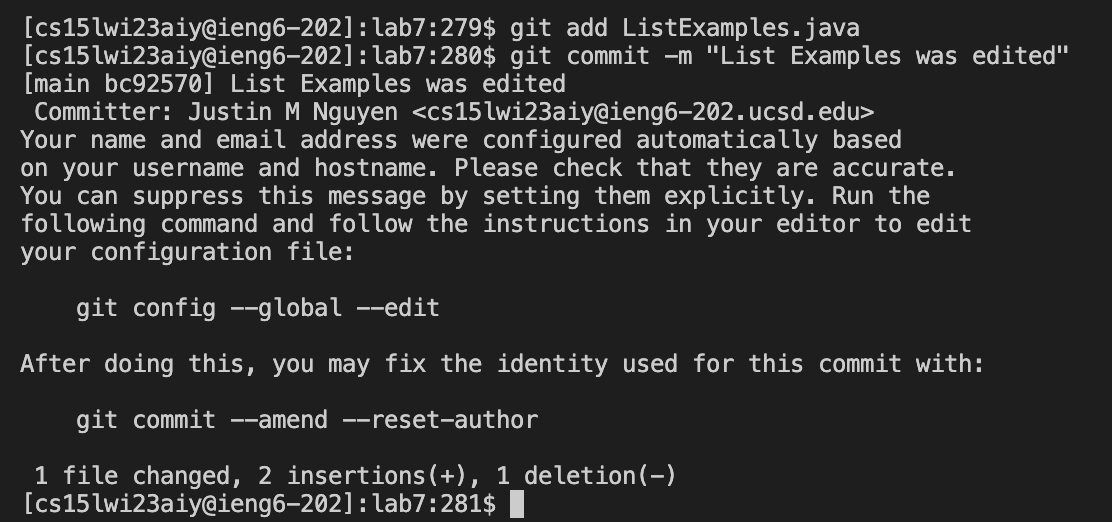 [cs15lwi23aiy@ieng6-202]:lab7:279$ git add ListExamples.java
[cs15lwi23aiy@ieng6-202]:lab7:280$ git commit -m "List Examples was edited"
[main bc92570] List Examples was edited
 Committer: Justin M Nguyen <cs15lwi23aiy@ieng6-202.ucsd.edu>
Your name and email address were configured automatically based
on your username and hostname. Please check that they are accurate.
You can suppress this message by setting them explicitly. Run the
following command and follow the instructions in your editor to edit
your configuration file:

    git config --global --edit

After doing this, you may fix the identity used for this commit with:

    git commit --amend --reset-author

 1 file changed, 2 insertions(+), 1 deletion(-)
[cs15lwi23aiy@ieng6-202]:lab7:281$